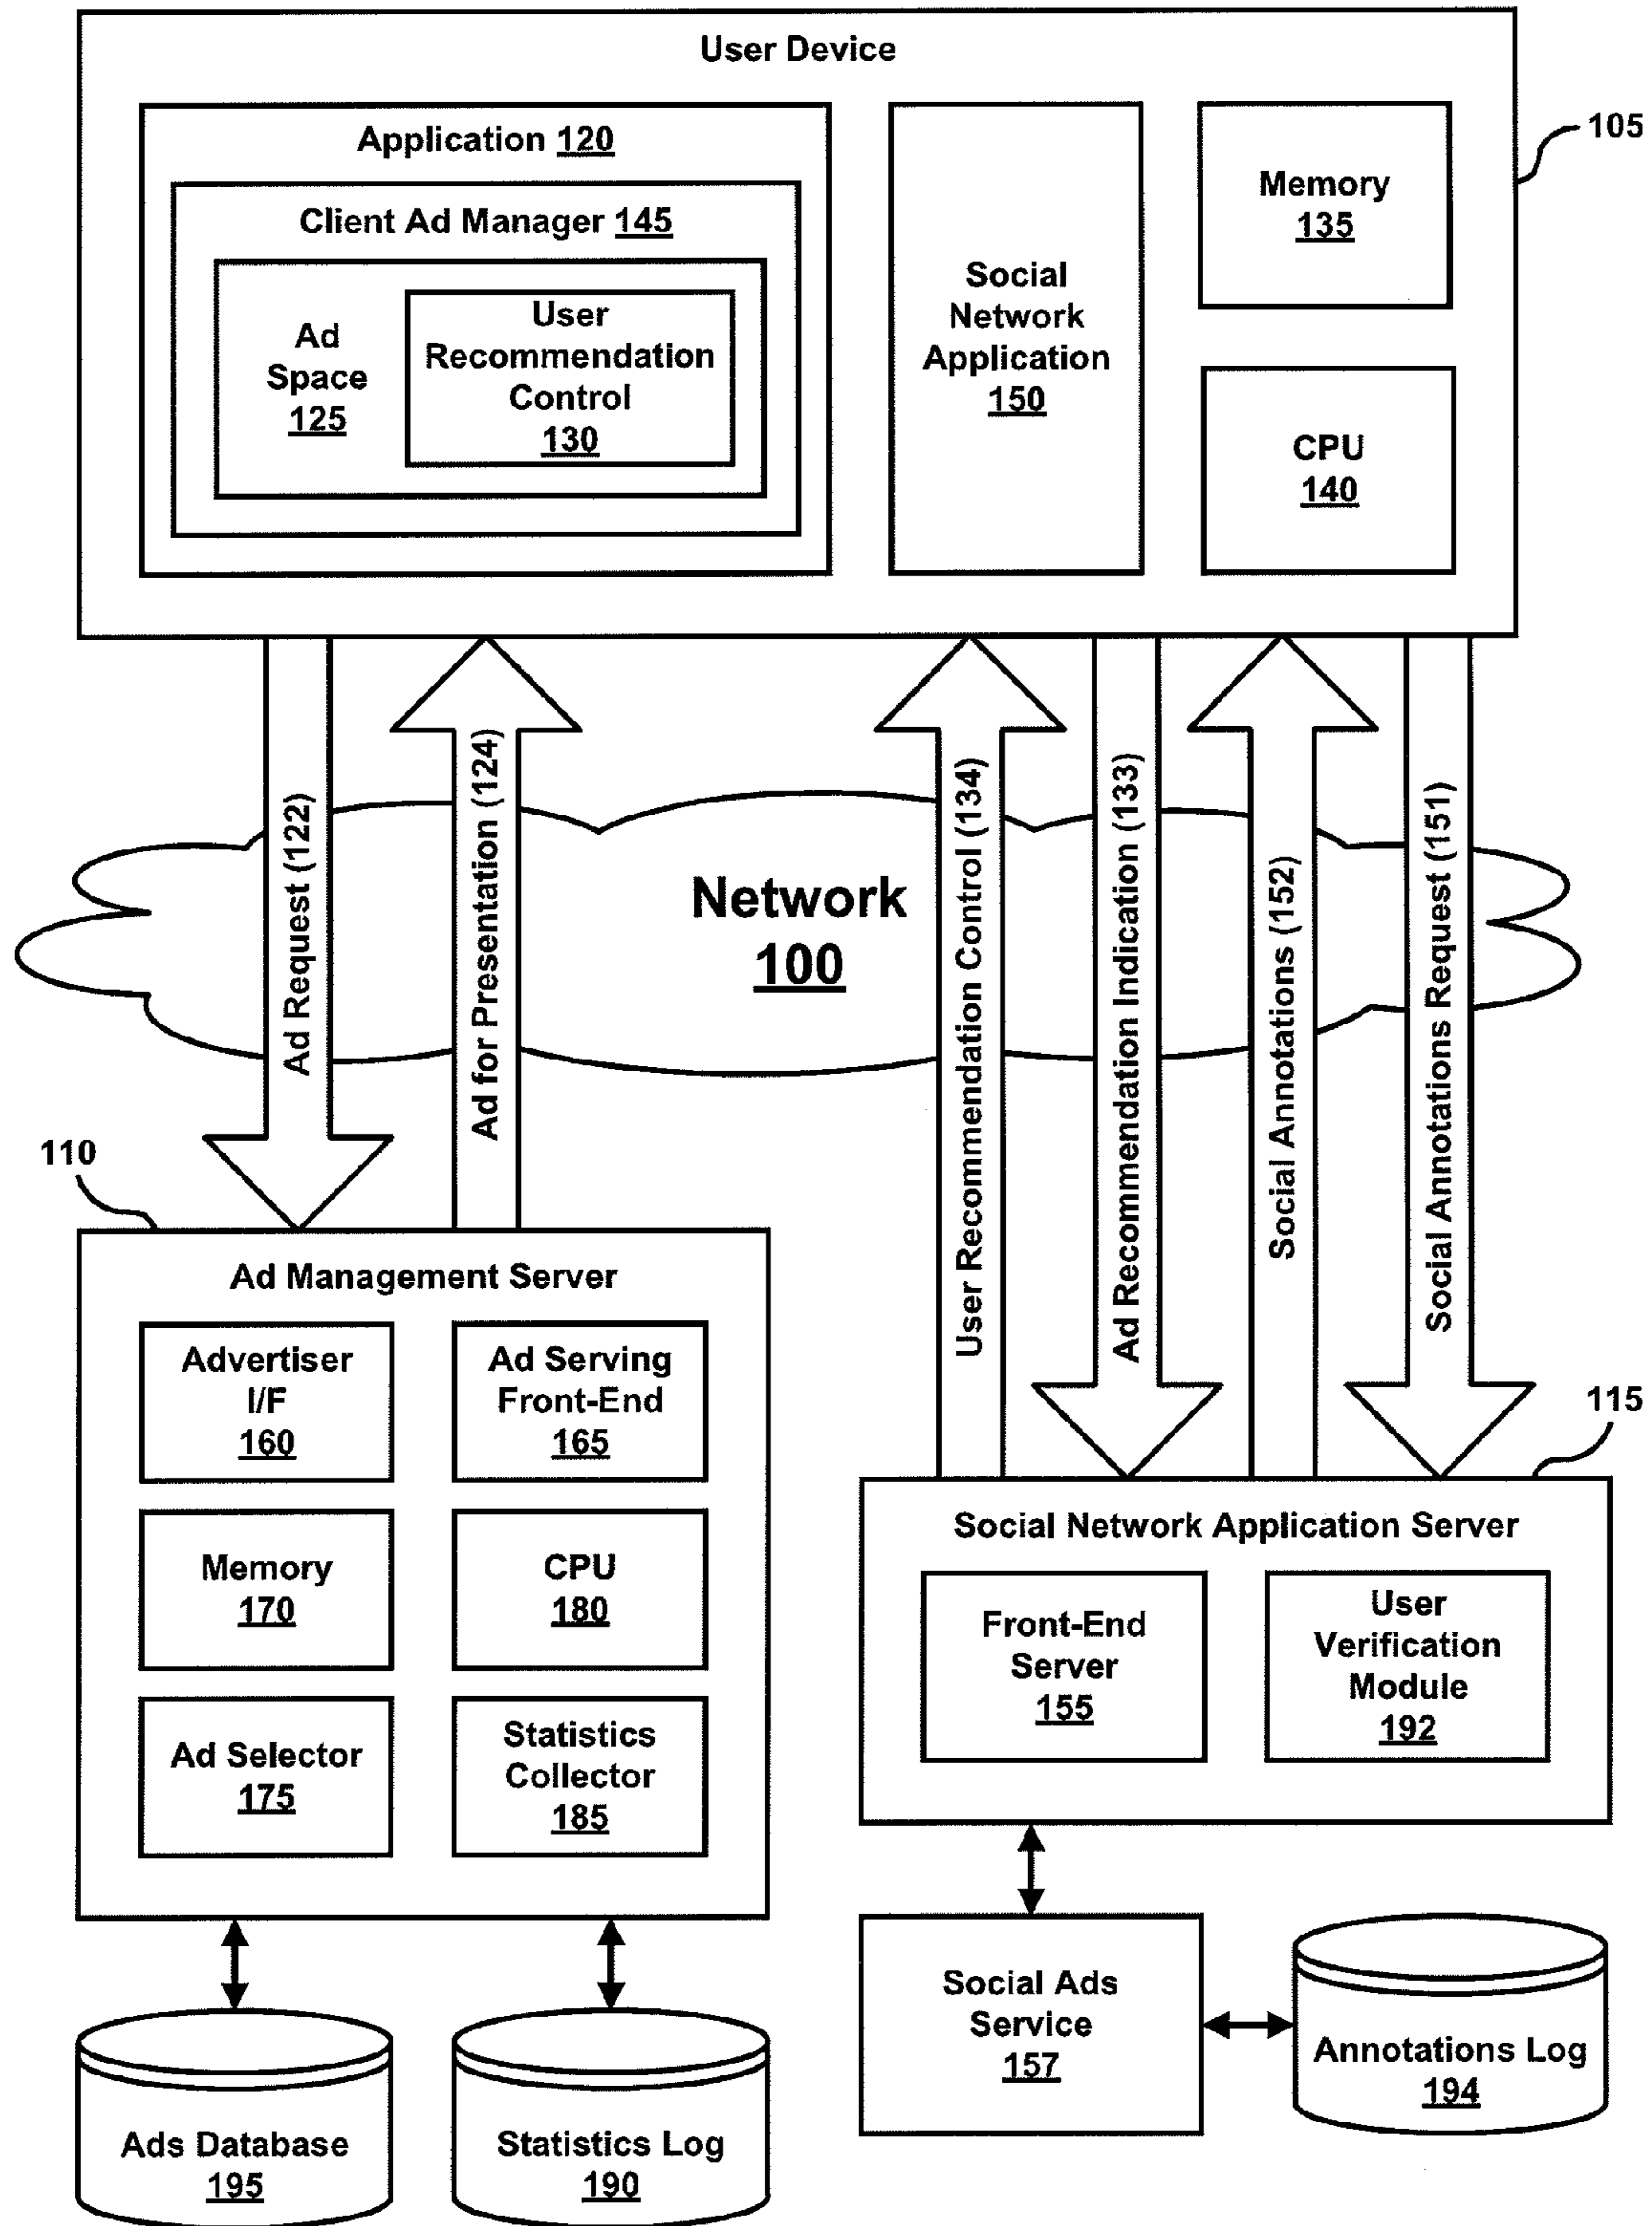 User Device
Application 120
Client Ad Manager 145
Ad
Space
125
User
Recommendation
Control
130
Social
Network
Application
150
Memory
135
CPU
140
105
Ad Request (122)
Ad for Presentation (124)
Network
100
User Recommendation Control (134)
Ad Recommendation Indication (133)
Social Annotations (152)
Social Annotations Request (151)
110
Ad Management Server
Advertiser
I/F
160
Ad Serving
Front-End
165
Memory
170
CPU
180
Ad Selector
175
Statistics
Collector
185
Ads Database
195
Statistics Log
190
115
Social Network Application Server
Front-End
Server
155
User
Verification
Module
192
Social Ads
Service
157
Annotations Log
194